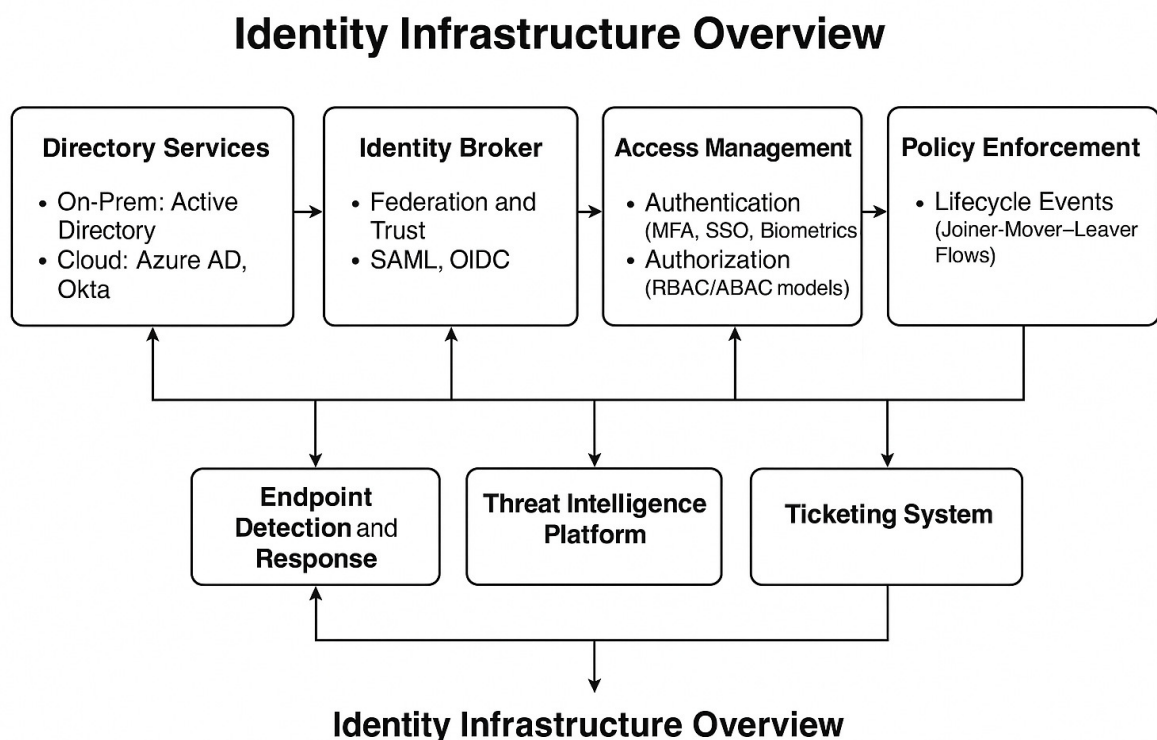 Identity Infrastructure Overview
Directory Services
• On-Prem: Active
Directory
• Cloud: Azure AD,
Okta
Identity Broker
• Federation and
Trust
• SAML, OIDC
Access Management
• Authentication
(MFA, SSO, Biometrics
• Authorization
(RBAC/ABAC models)
Policy Enforcement
• Lifecycle Events
(Joiner-Mover–Leaver
Flows)
Endpoint
Detection and
Response
Threat Intelligence
Platform
Ticketing System
Identity Infrastructure Overview